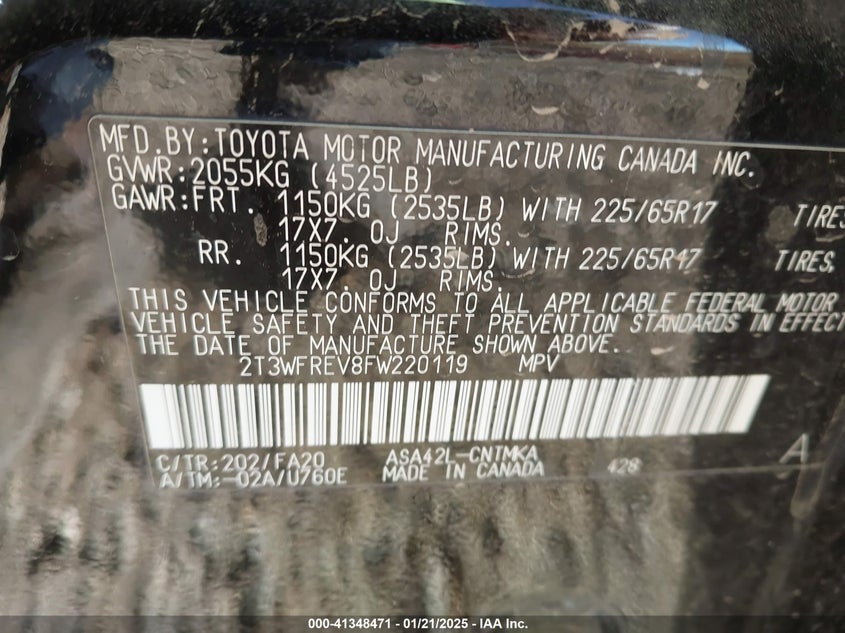 MFD.BY:TOYOTA MOTOR MANUFACTURING CANADA INC.
GVWR:2055KG (4525LB)
GAWR:FRT. 1150KG (2535LB) WITH 225/65R17 TIRES
17X7. 0J RIMS.
RR. 1150KG (2535LB) WITH 225/65R17 TIRES,
17X7. 0J RIMS.
THIS VEHICLE CONFORMS TO ALL APPLICABLE FEDERAL MOTOR
VEHICLE SAFETY AND THEFT PREVENTION STANDARDS IN EFFECT
THE DATE OF MANUFACTURE SHOWN ABOVE.
2T3WFREV8FW220119 MPV
C/TR:202/FA20 ASA42L-CNTMKA 428 A
A/TM:-02A/U760E MADE IN CANADA
000-41348471 - 01/21/2025 - IAA Inc.